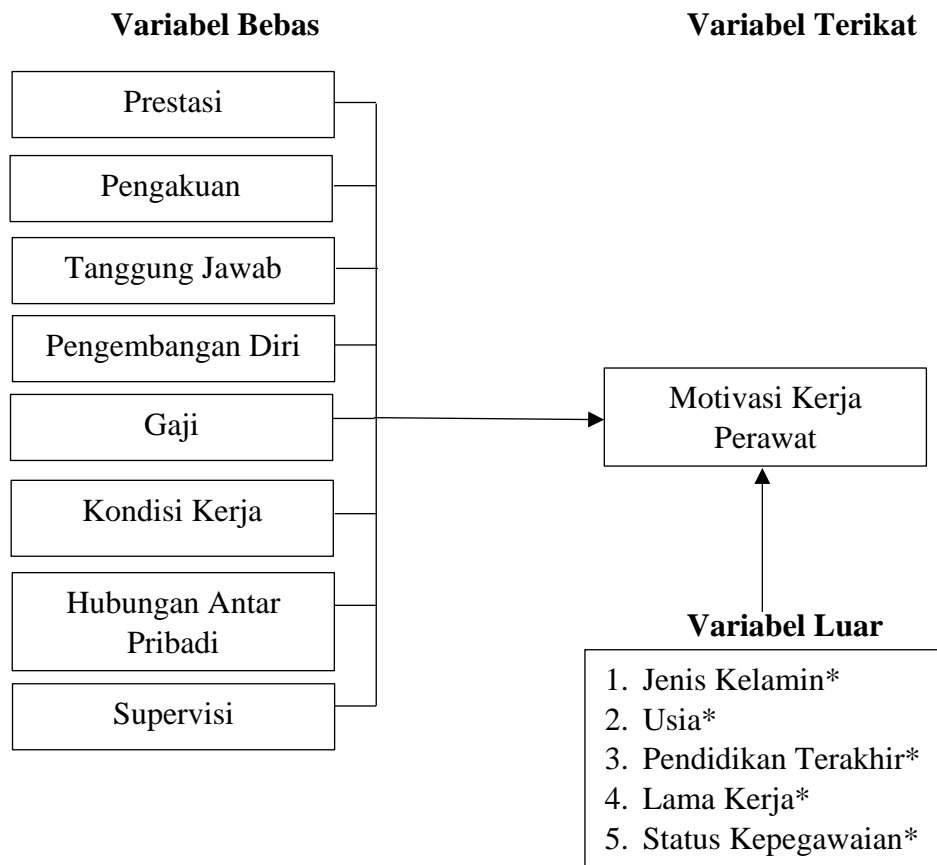 Variabel Bebas
Variabel Terikat
Prestasi
Pengakuan
Tanggung Jawab
Pengembangan Diri
Gaji
Kondisi Kerja
Hubungan Antar
Pribadi
Supervisi
Motivasi Kerja
Perawat
Variabel Luar
1. Jenis Kelamin*
2. Usia*
3. Pendidikan Terakhir*
4. Lama Kerja*
5. Status Kepegawaian*